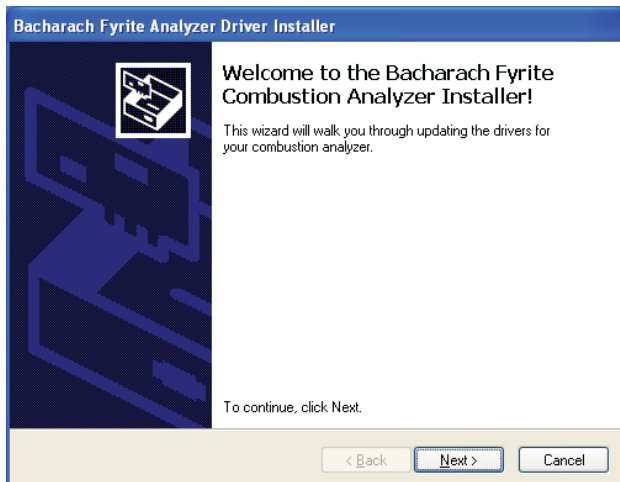 Bacharach Fyrite Analyzer Driver Installer
Welcome to the Bacharach Fyrite
Combustion Analyzer Installer!
This wizard will walk you through updating the drivers for
your combustion analyzer.
To continue, click Next.
< Back Next > Cancel